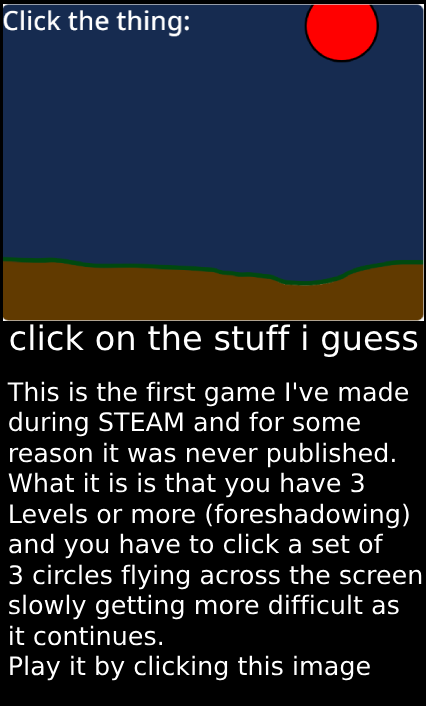 Click the thing:
click on the stuff i guess
This is the first game I've made
during STEAM and for some
reason it was never published.
What it is is that you have 3
Levels or more (foreshadowing)
and you have to click a set of
3 circles flying across the screen
slowly getting more difficult as
it continues.
Play it by clicking this image